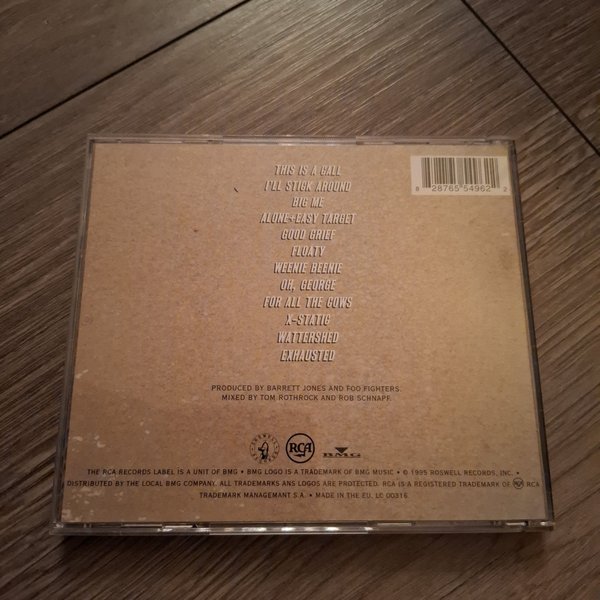 THIS IS A CALL
I'LL STICK AROUND
BIG ME
ALONE+EASY TARGET
GOOD GRIEF
FLOATY
WEENIE BEENIE
OH, GEORGE
FOR ALL THE COWS
X-STATIC
WATTERSHED
EXHAUSTED
8 28765 54962 2
PRODUCED BY BARRETT JONES AND FOO FIGHTERS.
MIXED BY TOM ROTHROCK AND ROB SCHNAPF.
RCA
BMG
THE RCA RECORDS LABEL IS A UNIT OF BMG • BMG LOGO IS A TRADEMARK OF BMG MUSIC • © 1995 ROSWELL RECORDS, INC. •
DISTRIBUTED BY THE LOCAL BMG COMPANY. ALL TRADEMARKS ANS LOGOS ARE PROTECTED. RCA IS A REGISTERED TRADEMARK OF RCA
TRADEMARK MANAGEMANT S.A. • MADE IN THE EU. LC 00316